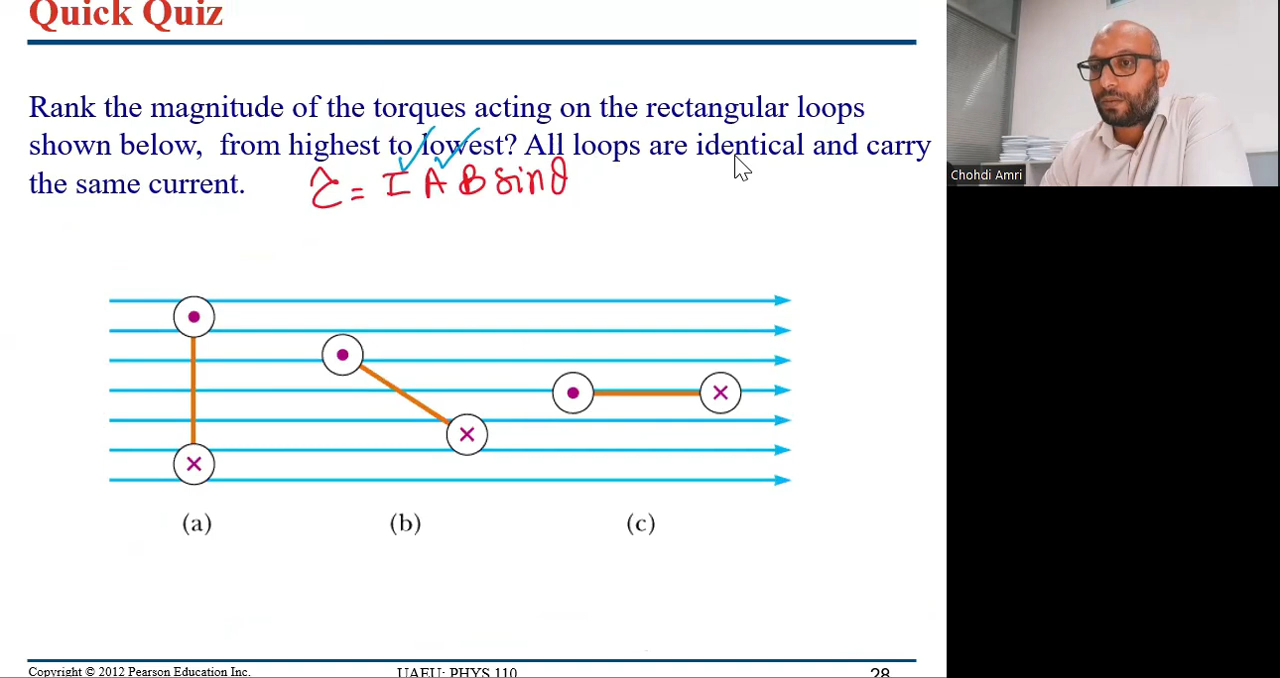 Quick Quiz
Rank the magnitude of the torques acting on the rectangular loops
shown below, from highest to lowest? All loops are identical and carry
the same current.
τ = I A B sin θ
(a)
(b)
(c)
Copyright © 2012 Pearson Education Inc.
UAEU: PHYS 110
28
Chohdi Amri